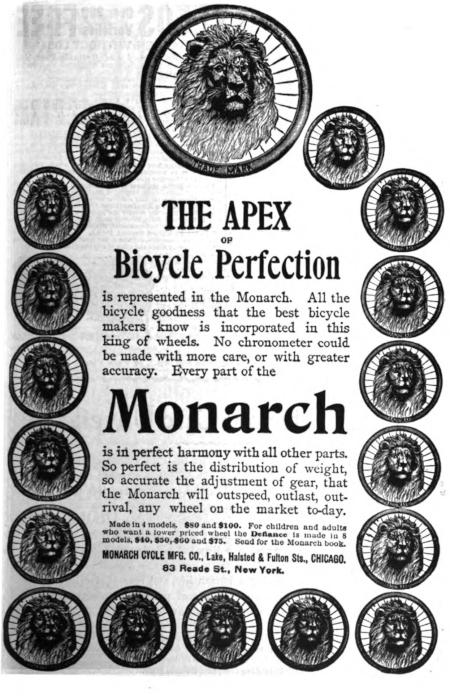 TRADE MARK
THE APEX
OF
Bicycle Perfection
is represented in the Monarch. All the
bicycle goodness that the best bicycle
makers know is incorporated in this
king of wheels. No chronometer could
be made with more care, or with greater
accuracy. Every part of the
Monarch
is in perfect harmony with all other parts.
So perfect is the distribution of weight,
so accurate the adjustment of gear, that
the Monarch will outspeed, outlast, out-
rival, any wheel on the market to-day.
Made in 4 models. $80 and $100. For children and adults
who want a lower priced wheel the Defiance is made in 8
models, $40, $50, $60 and $75. Send for the Monarch book.
MONARCH CYCLE MFG. CO., Lake, Halsted & Fulton Sts., CHICAGO.
83 Reade St., New York.